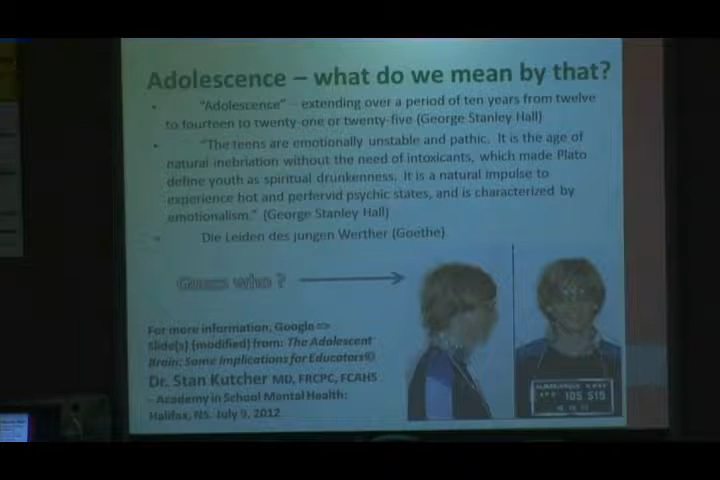 Adolescence – what do we mean by that?
• "Adolescence" – extending over a period of ten years from twelve
to fourteen to twenty-one or twenty-five (George Stanley Hall)
• "The teens are emotionally unstable and pathic. It is the age of
natural inebriation without the need of intoxicants, which made Plato
define youth as spiritual drunkenness. It is a natural impulse to
experience hot and perfervid psychic states, and is characterized by
emotionalism." (George Stanley Hall)
• Die Leiden des jungen Werther (Goethe)
Guess who ?
For more information, Google =>
Slide(s) (modified) from: The Adolescent
Brain: Some Implications for Educators©
Dr. Stan Kutcher MD, FRCPC, FCAHS
- Academy in School Mental Health:
Halifax, NS. July 9, 2012
105 515